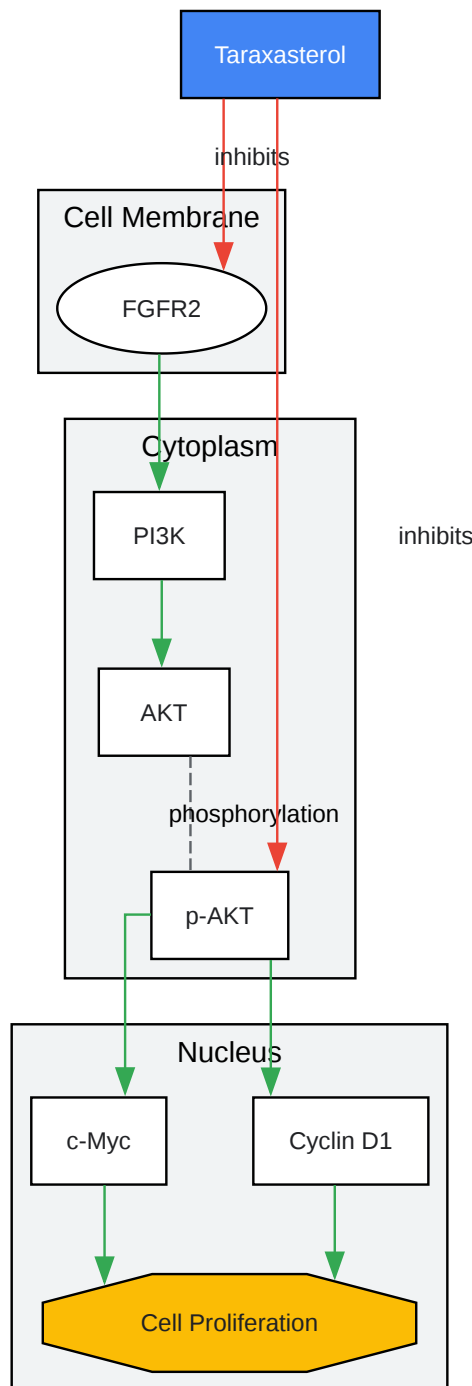 Taraxasterol
inhibits
Cell Membrane
FGFR2
Cytoplasm
PI3K
inhibits
AKT
phosphorylation
p-AKT
Nucleus
c-Myc
Cyclin D1
Cell Proliferation